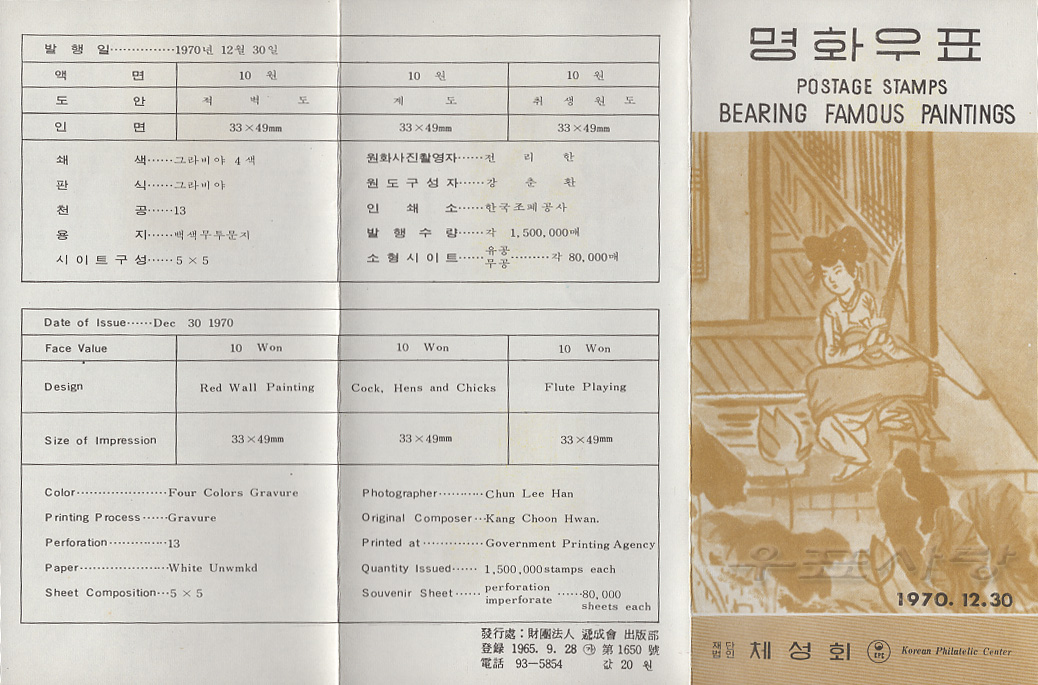 발 행 일……………1970년 12월 30일
액 면 10 원 10 원 10 원
도 안 적 벽 도 계 도 취 생 원 도
인 면 33×49mm 33×49mm 33×49mm
쇄 색……그라비야 4색
판 식……그라비야
천 공……13
용 지……백색무투문지
시이트구성……5×5
원화사진촬영자……전 리 한
원도구성자……강 춘 환
인 쇄 소……한국조폐공사
발 행 수 량……각 1,500,000매
소형시이트……유공 무공………각 80,000매
Date of Issue……Dec 30 1970
Face Value 10 Won 10 Won 10 Won
Design Red Wall Painting Cock, Hens and Chicks Flute Playing
Size of Impression 33×49mm 33×49mm 33×49mm
Color…………………Four Colors Gravure
Printing Process……Gravure
Perforation……………13
Paper…………………White Unwmkd
Sheet Composition…5×5
Photographer…………Chun Lee Han
Original Composer…Kang Choon Hwan.
Printed at……………Government Printing Agency
Quantity Issued……1,500,000stamps each
Souvenir Sheet……perforation imperforate……80,000
sheets each
發行處:財團法人 遞成會 出版部
登録 1965. 9. 28 ㉮ 第1650 號
電話 93-5854 값 20 원
명화우표
POSTAGE STAMPS
BEARING FAMOUS PAINTINGS
우표사랑
1970. 12.30
재단
법인 체성회 KPC Korean Philatelic Center